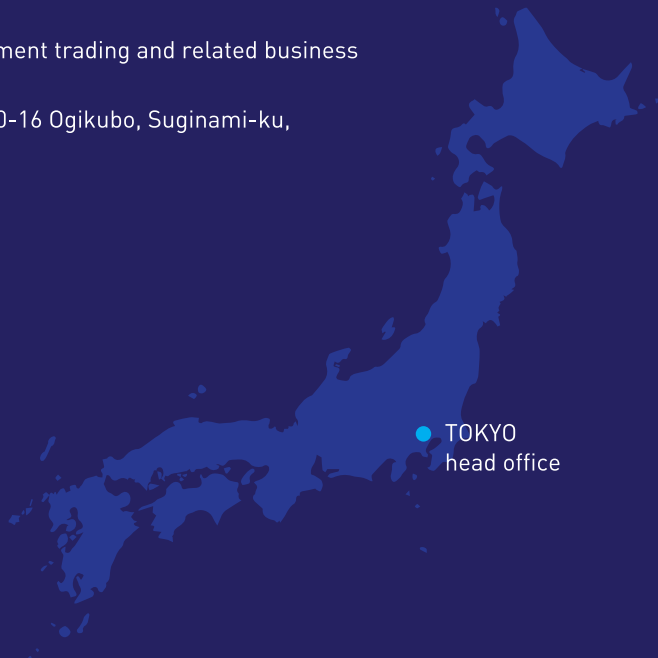 ment trading and related business
0-16 Ogikubo, Suginami-ku,
TOKYO
head office